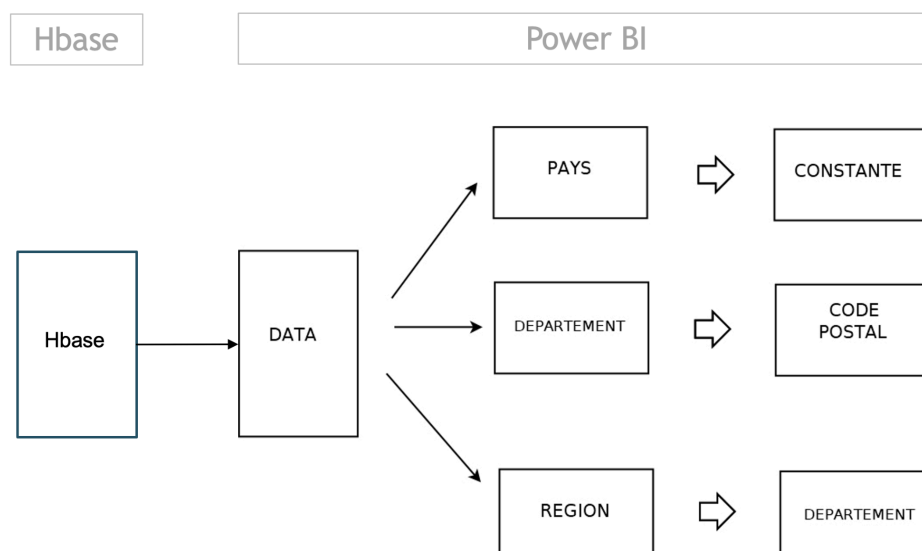 Hbase
Power BI
PAYS
CONSTANTE
Hbase
DATA
DEPARTEMENT
CODE
POSTAL
REGION
DEPARTEMENT